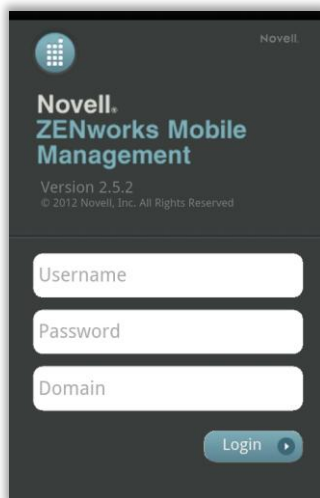 Novell.
Novell®
ZENworks Mobile
Management
Version 2.5.2
© 2012 Novell, Inc. All Rights Reserved
Username
Password
Domain
Login